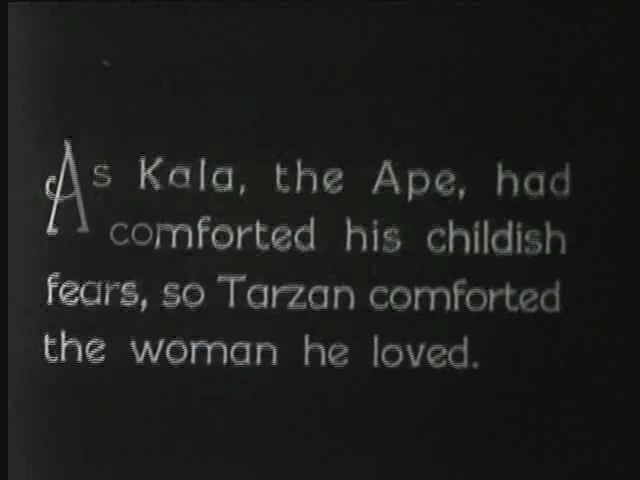 As Kala, the Ape, had
comforted his childish
fears, so Tarzan comforted
the woman he loved.